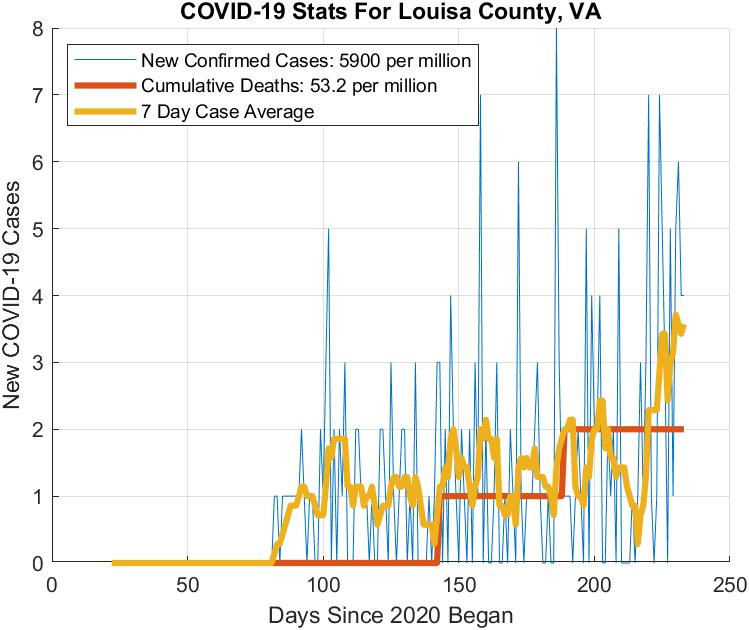 COVID-19 Stats For Louisa County, VA
New Confirmed Cases: 5900 per million
Cumulative Deaths: 53.2 per million
7 Day Case Average
New COVID-19 Cases
8
7
6
5
4
3
2
1
0
0 50 100 150 200 250
Days Since 2020 Began